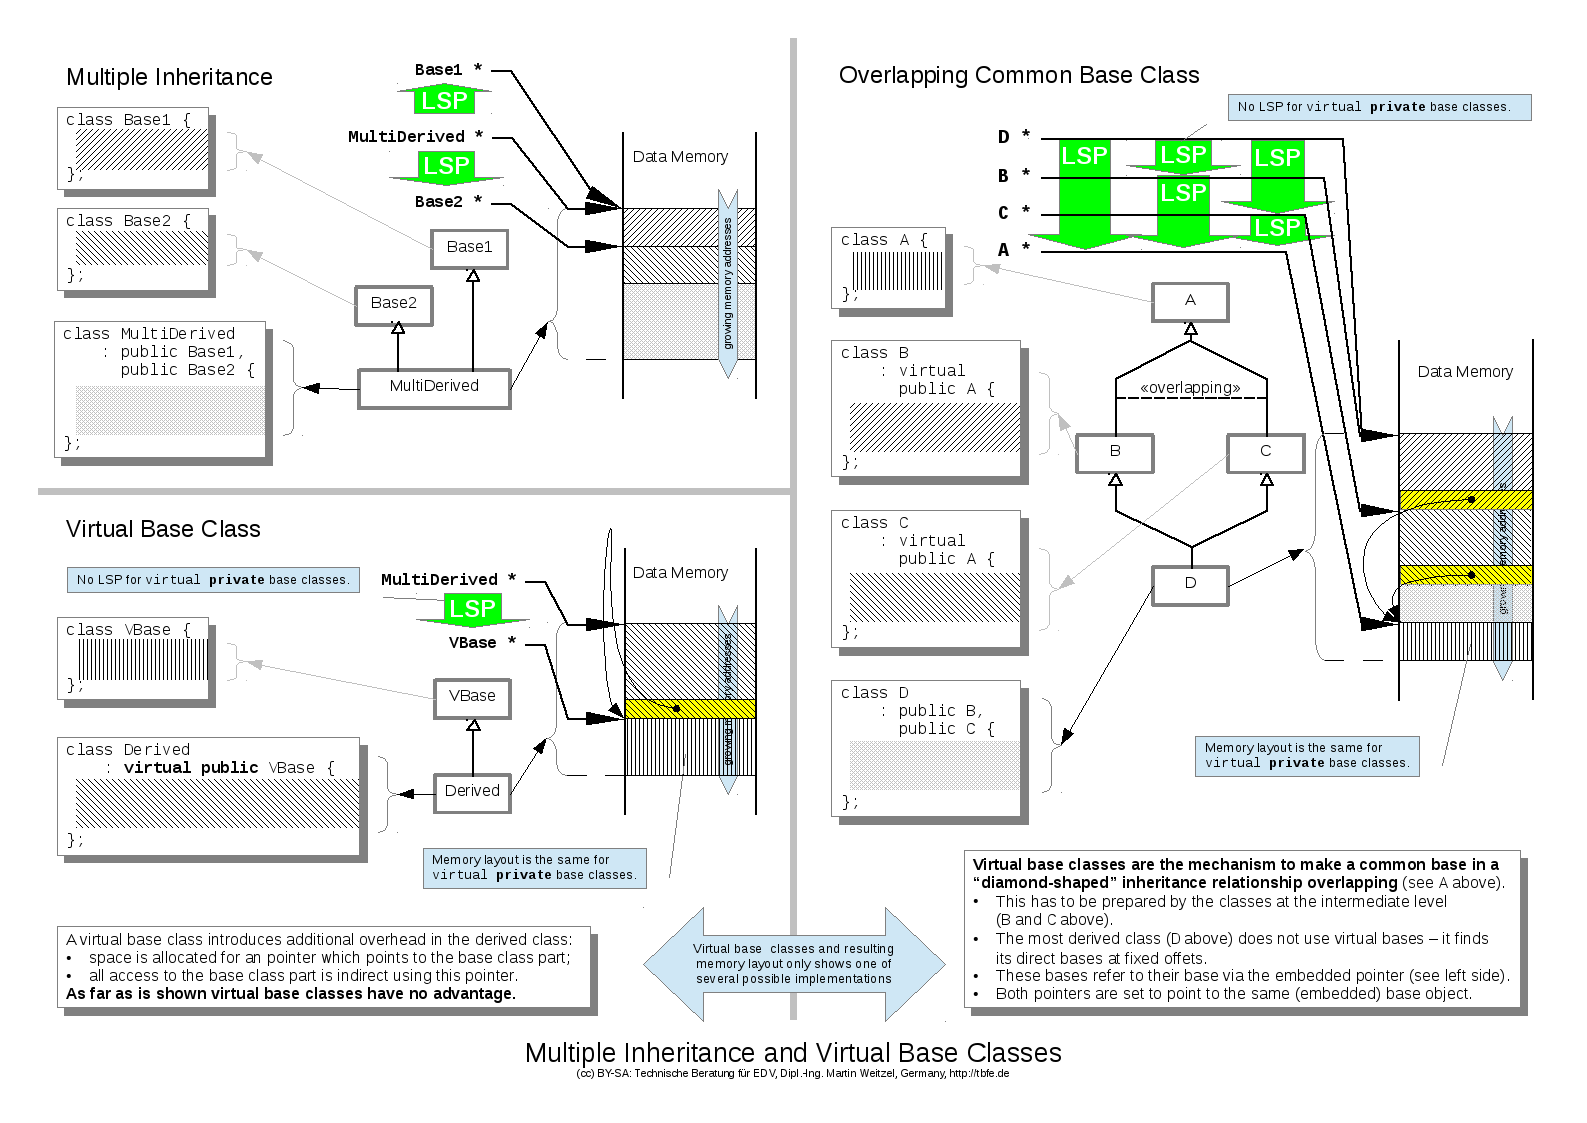 Multiple Inheritance
class Base1 {
};
class Base2 {
};
class MultiDerived
: public Base1,
public Base2 {
};
Base1 *
LSP
MultiDerived *
LSP
Base2 *
Base1
Base2
MultiDerived
Data Memory
growing memory addresses
Virtual Base Class
No LSP for virtual private base classes.
class VBase {
};
class Derived
: virtual public VBase {
};
MultiDerived *
LSP
VBase *
VBase
Derived
Data Memory
Memory layout is the same for
virtual private base classes.
A virtual base class introduces additional overhead in the derived class:
• space is allocated for an pointer which points to the base class part;
• all access to the base class part is indirect using this pointer.
As far as is shown virtual base classes have no advantage.
Overlapping Common Base Class
No LSP for virtual private base classes.
D *
B *
C *
A *
LSP
LSP
LSP
LSP
LSP
class A {
};
class B
: virtual
public A {
};
class C
: virtual
public A {
};
class D
: public B,
public C {
};
A
«overlapping»
B
C
D
Data Memory
Memory layout is the same for
virtual private base classes.
Virtual base classes and resulting
memory layout only shows one of
several possible implementations
Virtual base classes are the mechanism to make a common base in a
“diamond-shaped” inheritance relationship overlapping (see A above).
• This has to be prepared by the classes at the intermediate level
(B and C above).
• The most derived class (D above) does not use virtual bases – it finds
its direct bases at fixed offets.
• These bases refer to their base via the embedded pointer (see left side).
• Both pointers are set to point to the same (embedded) base object.
Multiple Inheritance and Virtual Base Classes
(cc) BY-SA: Technische Beratung für EDV, Dipl.-Ing. Martin Weitzel, Germany, http://tbfe.de